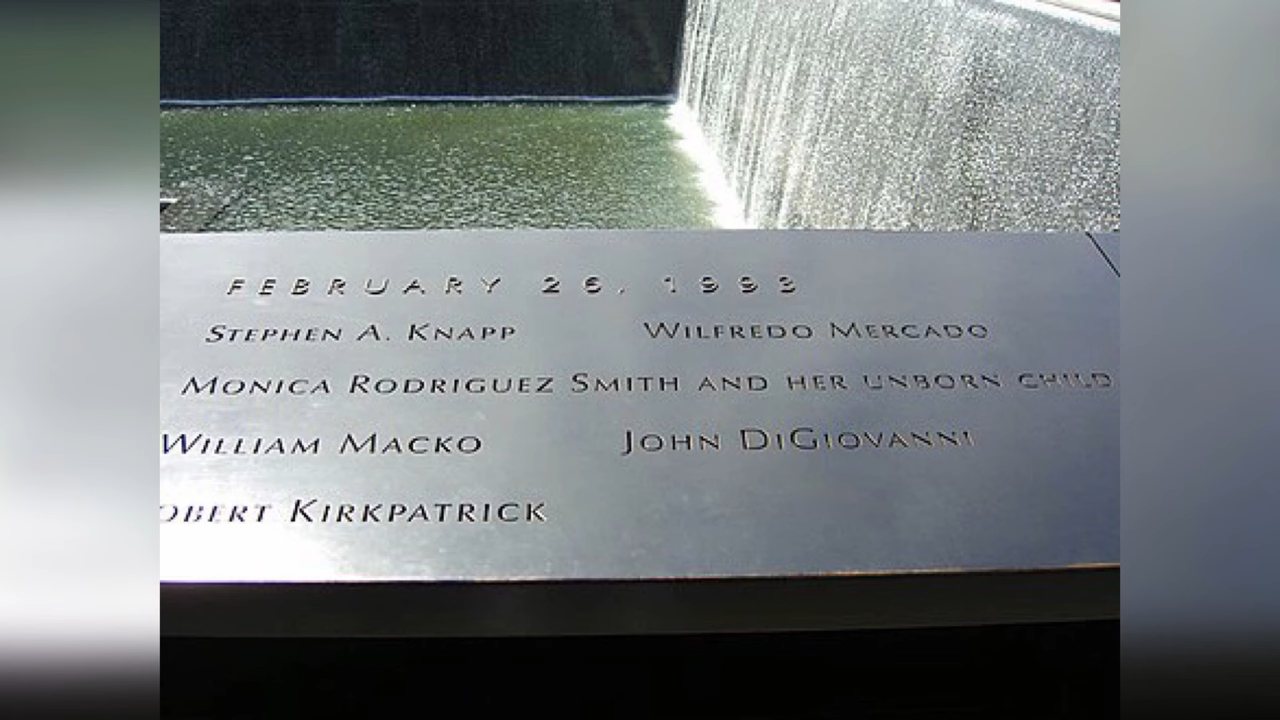 FEBRUARY 26, 1993
STEPHEN A. KNAPP WILFREDO MERCADO
MONICA RODRIGUEZ SMITH AND HER UNBORN CHILD
WILLIAM MACKO JOHN DIGIOVANNI
OBERT KIRKPATRICK